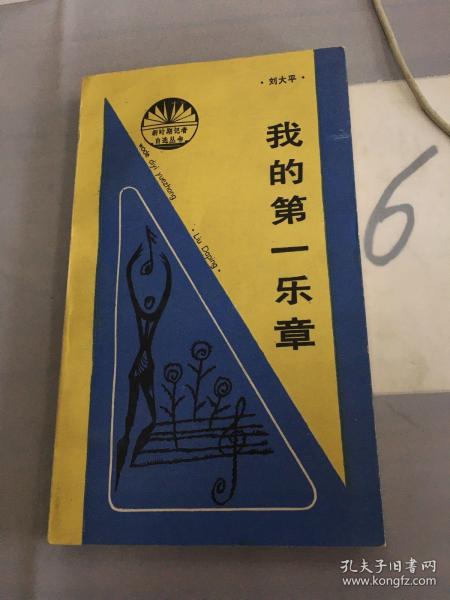 ·刘大平·
我的第一乐章
新时期记者
自选丛书
wode diyi yuezhang
·Liu Daping·
6
孔夫子旧书网
www.kongfz.com